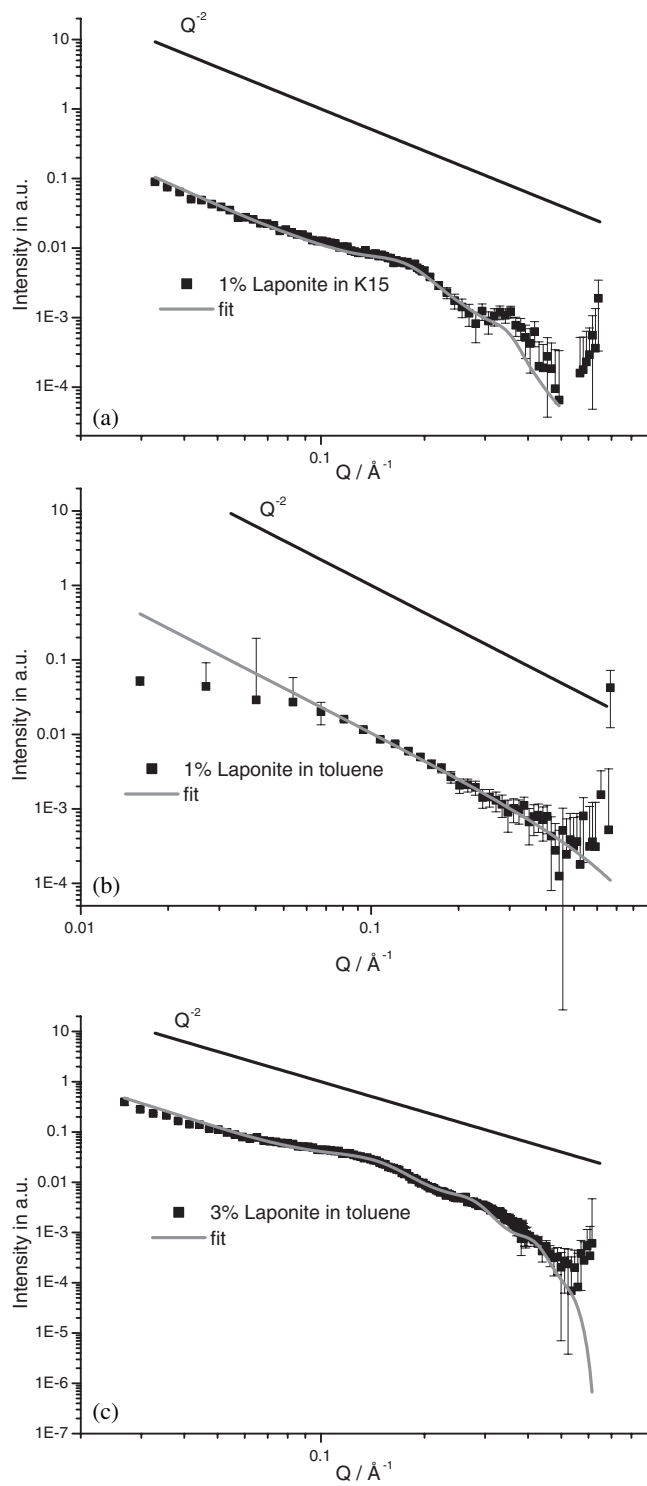 10
Q⁻²
1
0.1
0.01
1E-3
1E-4
Intensity in a.u.
1% Laponite in K15
fit
(a)
0.1
Q / Å⁻¹
10
Q⁻²
1
0.1
0.01
1E-3
1E-4
Intensity in a.u.
1% Laponite in toluene
fit
(b)
0.01
0.1
Q / Å⁻¹
10
Q⁻²
1
0.1
0.01
1E-3
1E-4
1E-5
1E-6
1E-7
Intensity in a.u.
3% Laponite in toluene
fit
(c)
0.1
Q / Å⁻¹